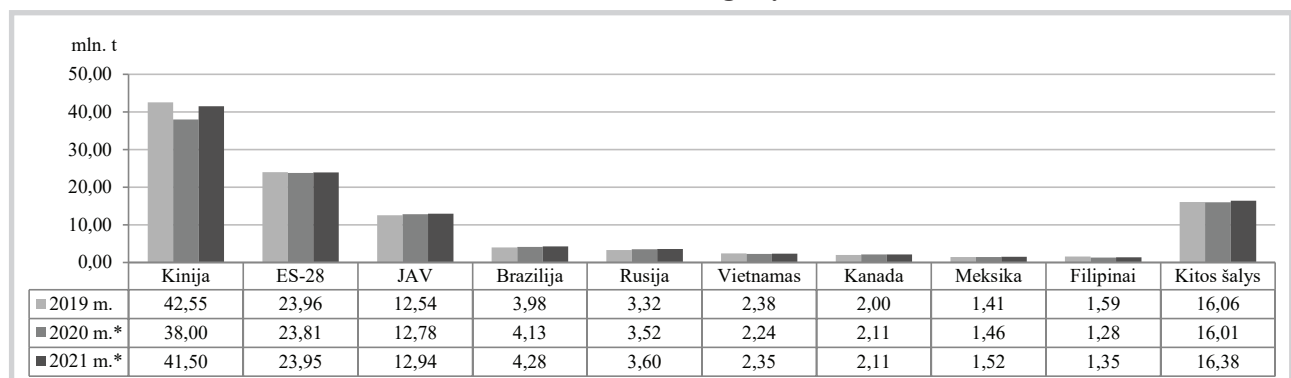 mln. t
50,00
40,00
30,00
20,00
10,00
0,00
Kinija ES-28 JAV Brazilija Rusija Vietnamas Kanada Meksika Filipinai Kitos šalys
2019 m. 42,55 23,96 12,54 3,98 3,32 2,38 2,00 1,41 1,59 16,06
2020 m.* 38,00 23,81 12,78 4,13 3,52 2,24 2,11 1,46 1,28 16,01
2021 m.* 41,50 23,95 12,94 4,28 3,60 2,35 2,11 1,52 1,35 16,38